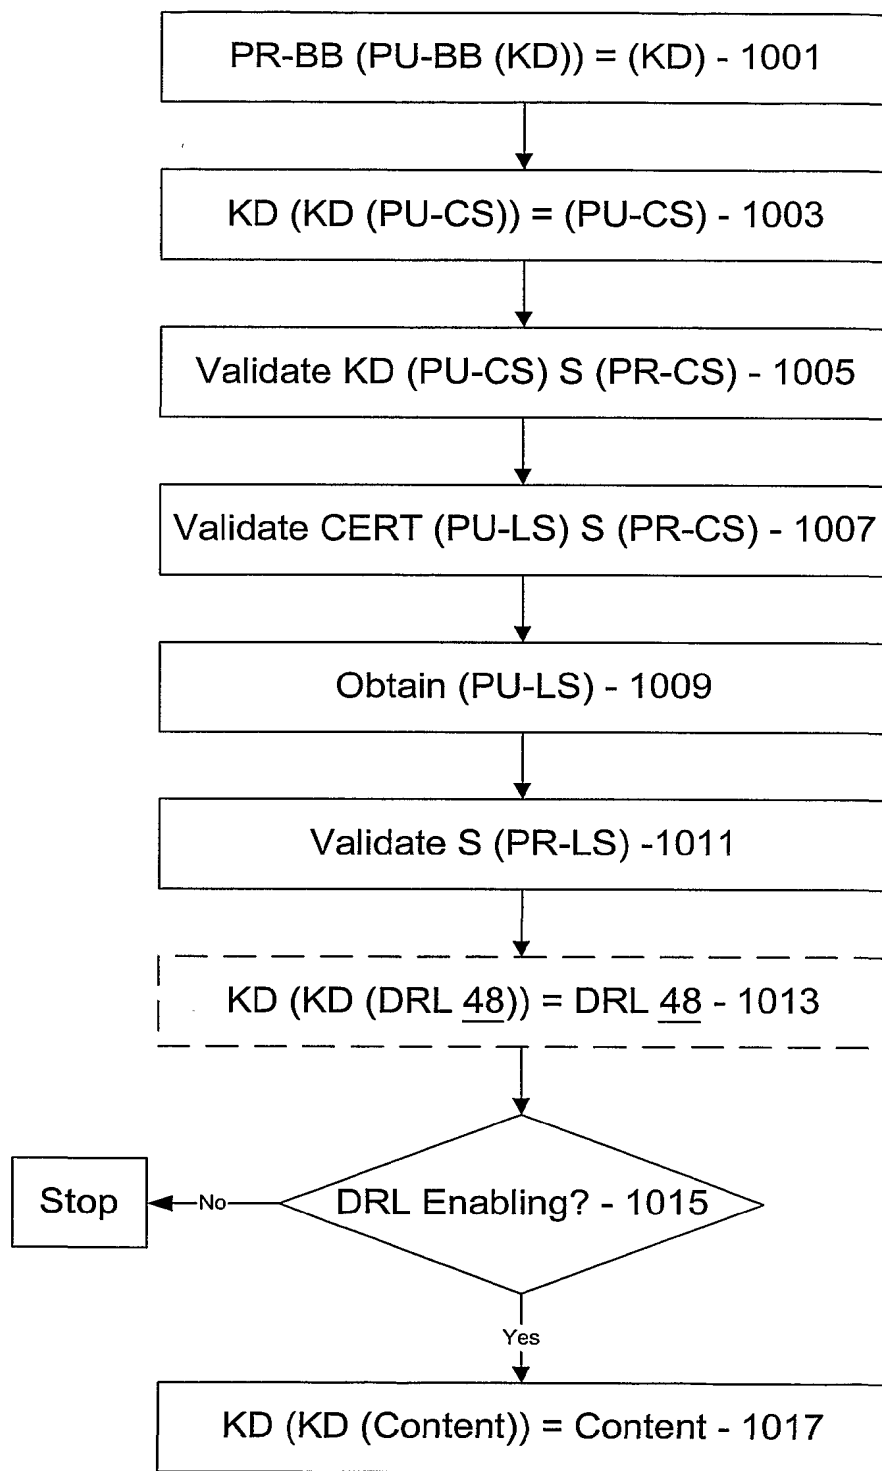 PR-BB (PU-BB (KD)) = (KD) - 1001
KD (KD (PU-CS)) = (PU-CS) - 1003
Validate KD (PU-CS) S (PR-CS) - 1005
Validate CERT (PU-LS) S (PR-CS) - 1007
Obtain (PU-LS) - 1009
Validate S (PR-LS) -1011
KD (KD (DRL 48)) = DRL 48 - 1013
DRL Enabling? - 1015
No
Stop
Yes
KD (KD (Content)) = Content - 1017